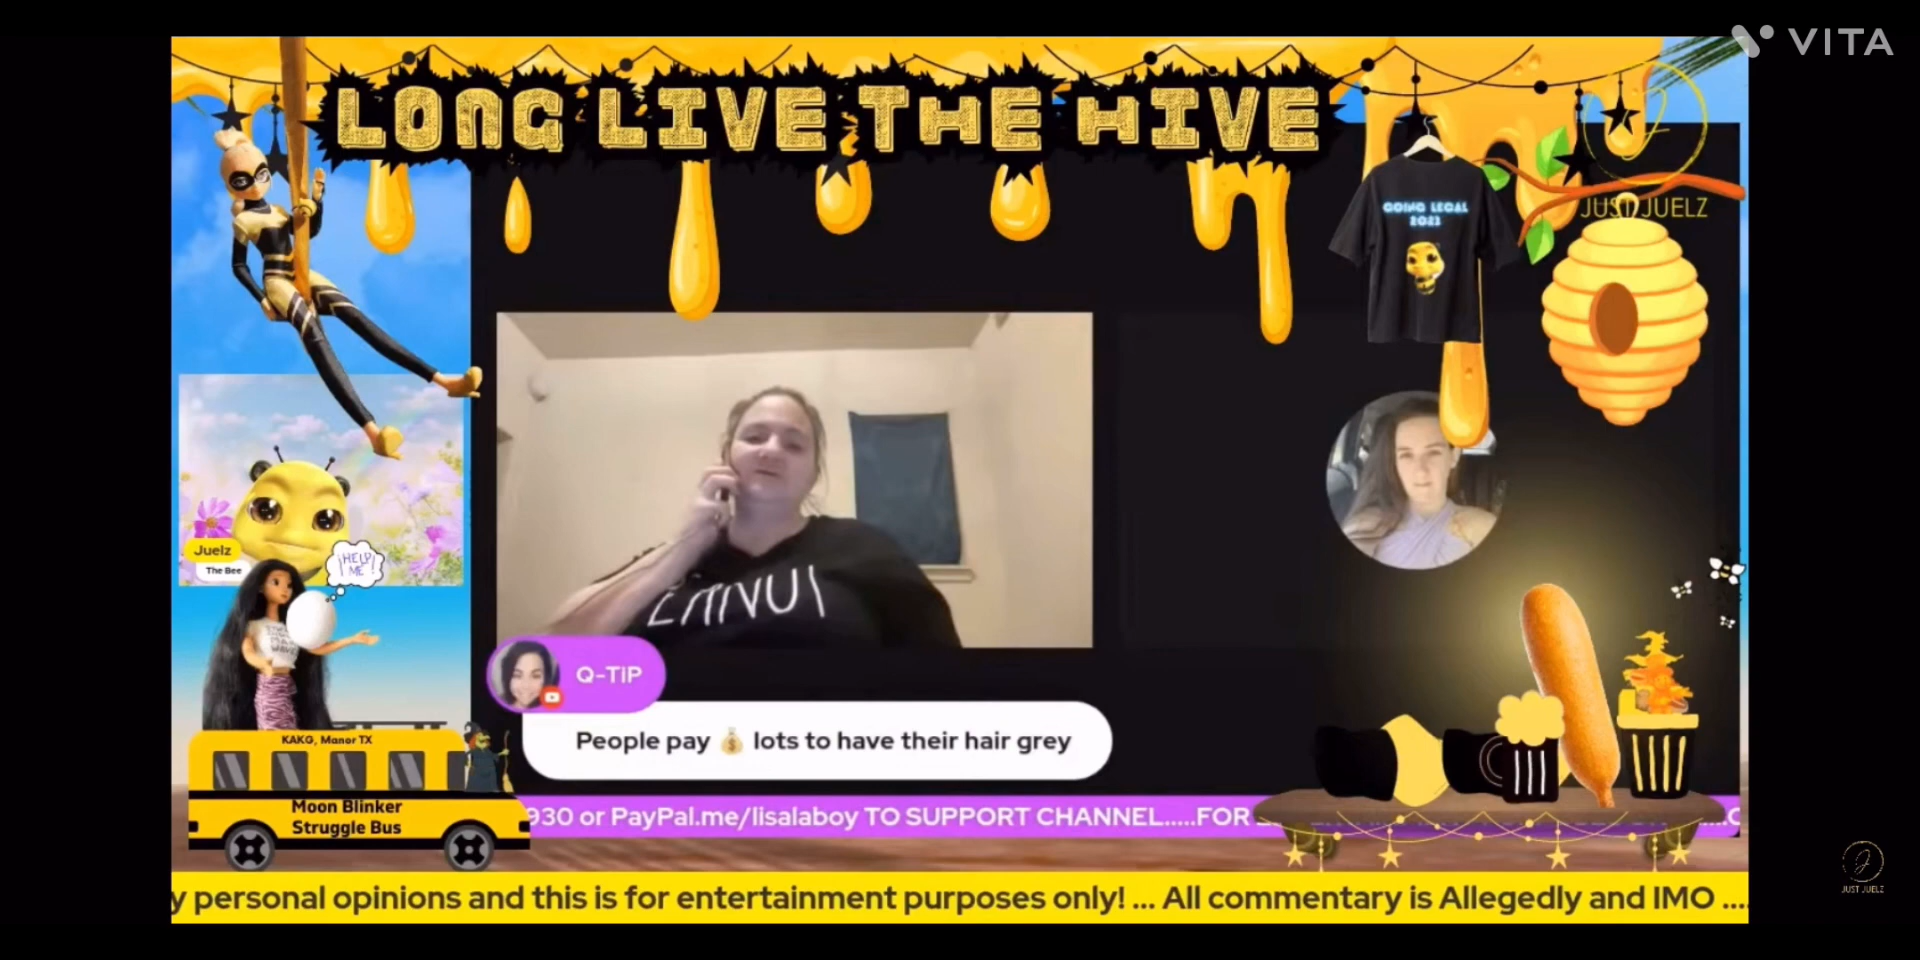 VITA
LONG LIVE THE HIVE
GOING LEGAL
2023
JUST JUELZ
Juelz
The Bee
HELP
ME!
ENNUI
Q-TIP
People pay 💰 lots to have their hair grey
KAKG, Manor TX
Moon Blinker
Struggle Bus
930 or PayPal.me/lisalaboy TO SUPPORT CHANNEL.....FOR
y personal opinions and this is for entertainment purposes only! ... All commentary is Allegedly and IMO ....
JUST JUELZ